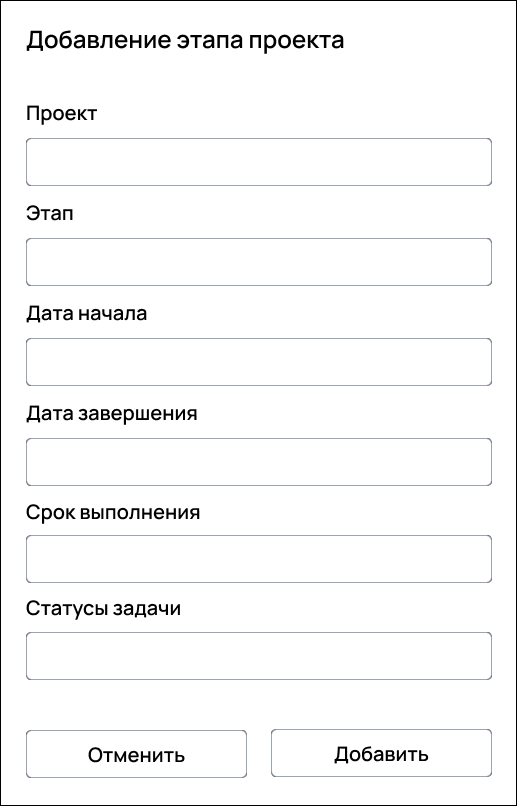 Добавление этапа проекта
Проект
Этап
Дата начала
Дата завершения
Срок выполнения
Статусы задачи
Отменить
Добавить